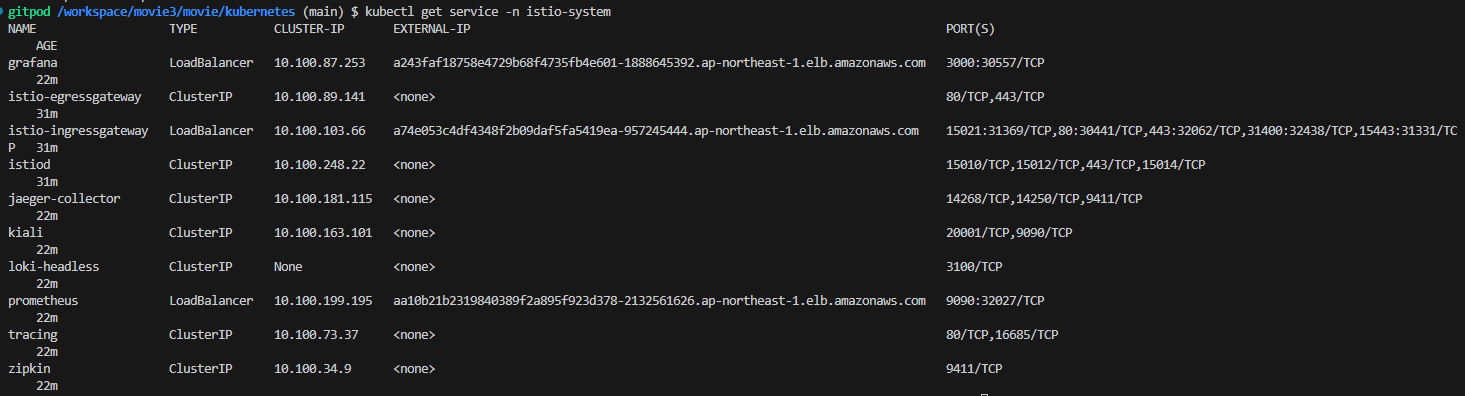 gitpod /workspace/movie3/movie/kubernetes (main) $ kubectl get service -n istio-system
NAME TYPE CLUSTER-IP EXTERNAL-IP PORT(S)
AGE
grafana LoadBalancer 10.100.87.253 a243faf18758e4729b68f4735fb4e601-1888645392.ap-northeast-1.elb.amazonaws.com 3000:30557/TCP
22m
istio-egressgateway ClusterIP 10.100.89.141 <none> 80/TCP,443/TCP
31m
istio-ingressgateway LoadBalancer 10.100.103.66 a74e053c4df4348f2b09daf5fa5419ea-957245444.ap-northeast-1.elb.amazonaws.com 15021:31369/TCP,80:30441/TCP,443:32062/TCP,31400:32438/TCP,15443:31331/TC
P 31m
istiod ClusterIP 10.100.248.22 <none> 15010/TCP,15012/TCP,443/TCP,15014/TCP
31m
jaeger-collector ClusterIP 10.100.181.115 <none> 14268/TCP,14250/TCP,9411/TCP
22m
kiali ClusterIP 10.100.163.101 <none> 20001/TCP,9090/TCP
22m
loki-headless ClusterIP None <none> 3100/TCP
22m
prometheus LoadBalancer 10.100.199.195 aa10b21b2319840389f2a895f923d378-2132561626.ap-northeast-1.elb.amazonaws.com 9090:32027/TCP
22m
tracing ClusterIP 10.100.73.37 <none> 80/TCP,16685/TCP
22m
zipkin ClusterIP 10.100.34.9 <none> 9411/TCP
22m